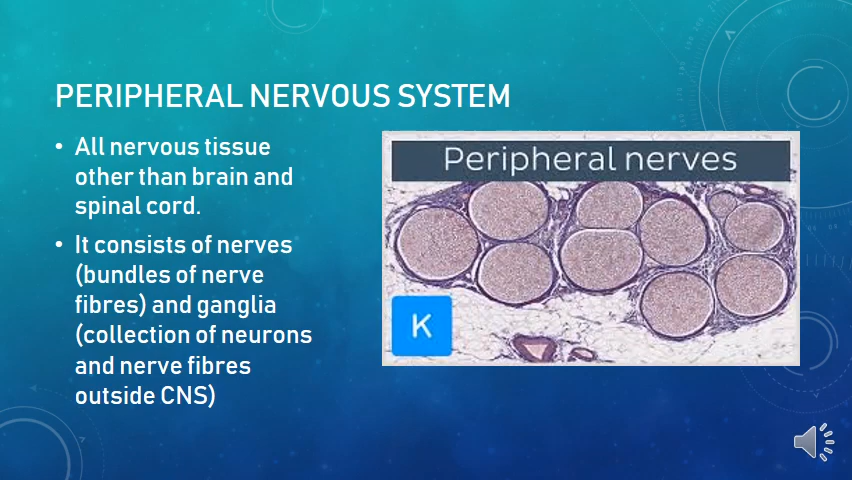 PERIPHERAL NERVOUS SYSTEM
• All nervous tissue
other than brain and
spinal cord.
• It consists of nerves
(bundles of nerve
fibres) and ganglia
(collection of neurons
and nerve fibres
outside CNS)
Peripheral nerves
K